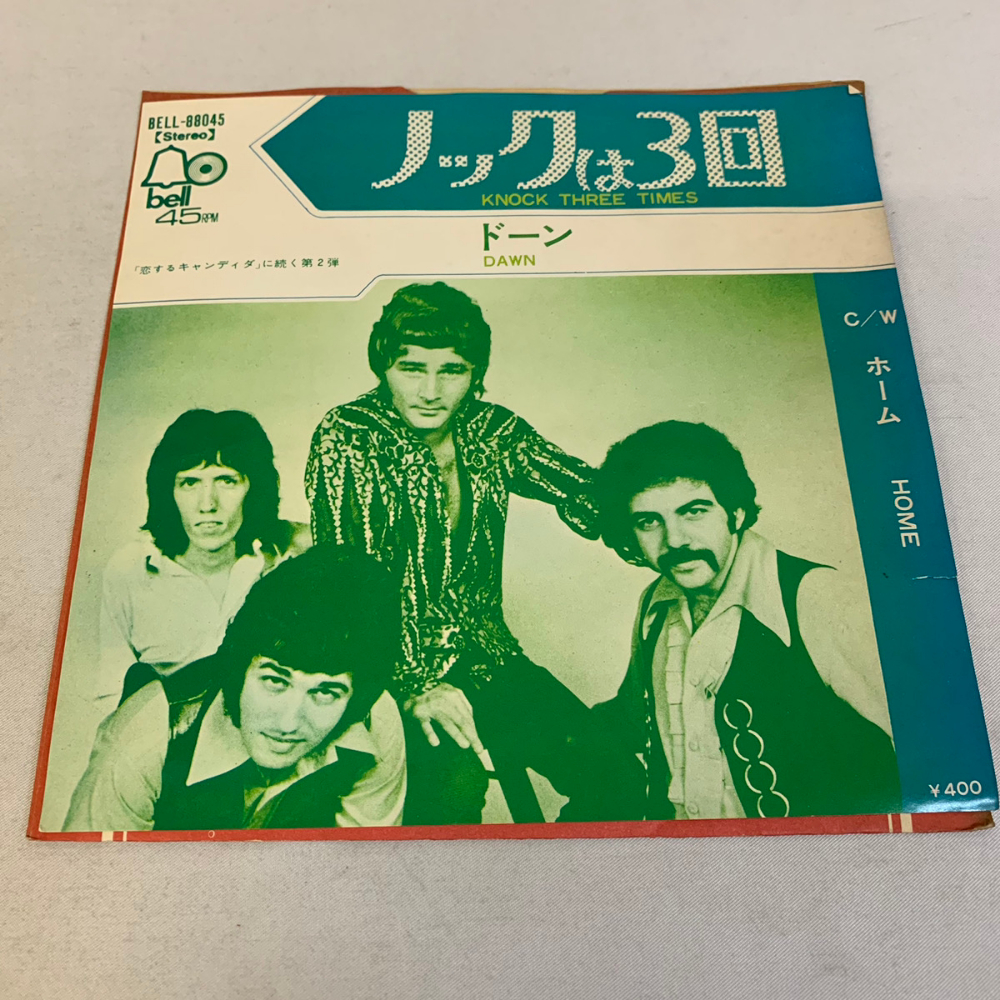 BELL-88045
【Stereo】
bell
45RPM
ノックは3回
KNOCK THREE TIMES
ドーン
DAWN
「恋するキャンディダ」に続く第2弾
C/W
ホーム
HOME
¥400